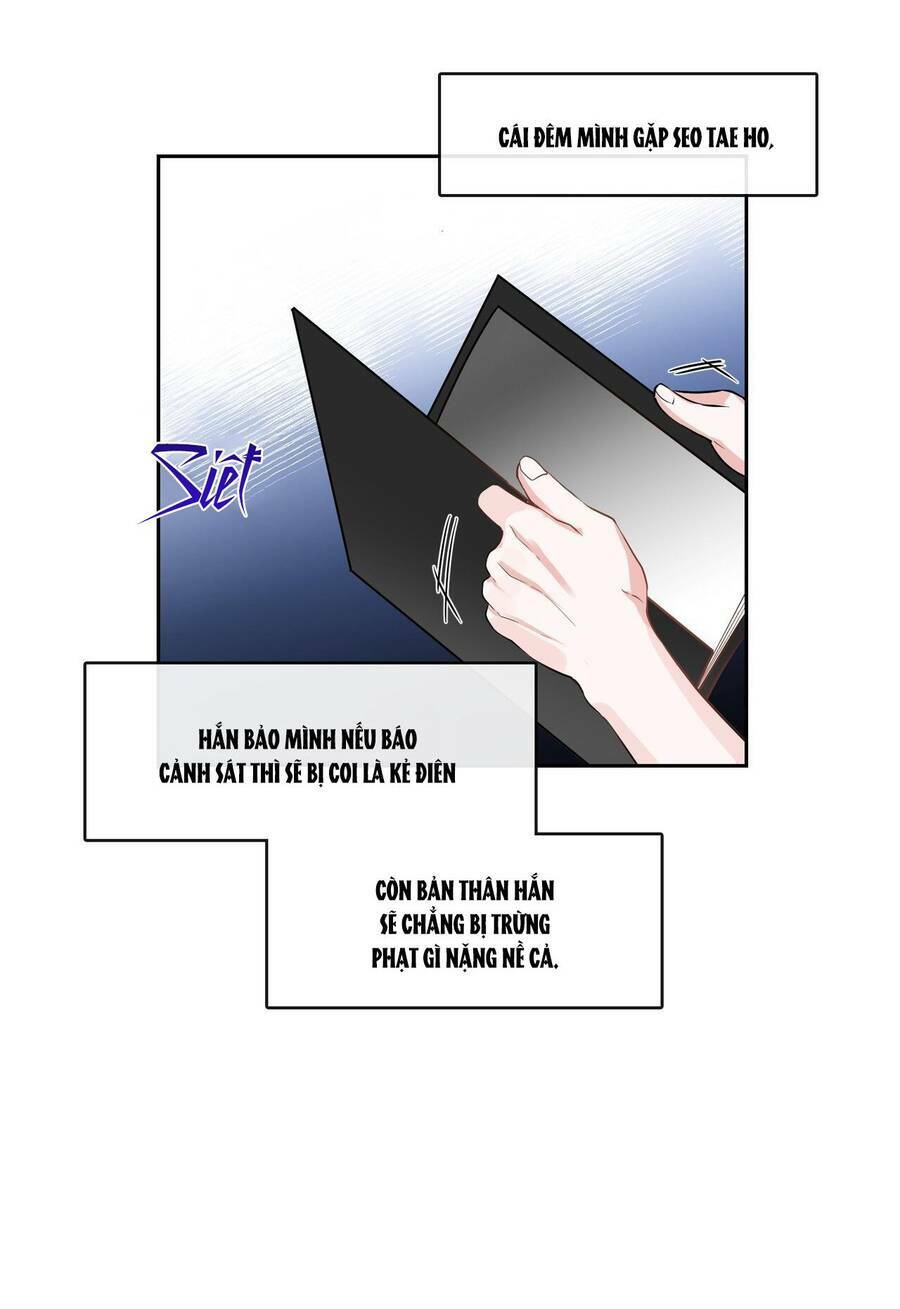 CÁI ĐÊM MÌNH GẶP SEO TAE HO,
Siết
HẮN BẢO MÌNH NẾU BÁO
CẢNH SÁT THÌ SẼ BỊ COI LÀ KẺ ĐIÊN
CÒN BẢN THÂN HẮN
SẼ CHẲNG BỊ TRỪNG
PHẠT GÌ NẶNG NỀ CẢ.